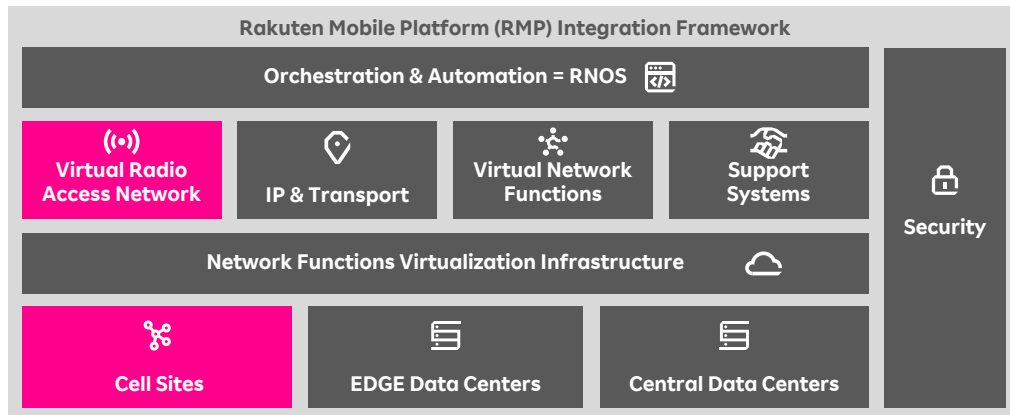 Rakuten Mobile Platform (RMP) Integration Framework
Orchestration & Automation = RNOS
Virtual Radio
Access Network
IP & Transport
Virtual Network
Functions
Support
Systems
Security
Network Functions Virtualization Infrastructure
Cell Sites
EDGE Data Centers
Central Data Centers